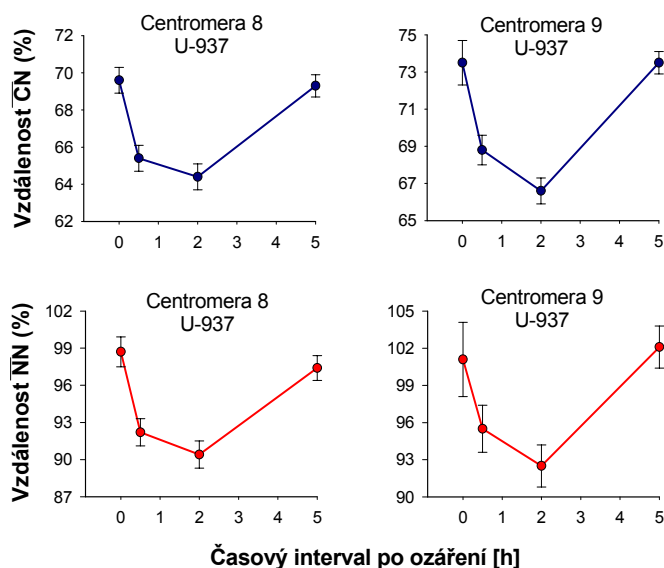 Vzdálenost CN (%)
Centromera 8
U-937
72
70
68
66
64
62
0 1 2 3 4 5
Centromera 9
U-937
75
73
71
69
67
65
0 1 2 3 4 5
Vzdálenost NN (%)
Centromera 8
U-937
102
99
96
93
90
87
0 1 2 3 4 5
Centromera 9
U-937
105
102
99
96
93
90
0 1 2 3 4 5
Časový interval po ozáření [h]